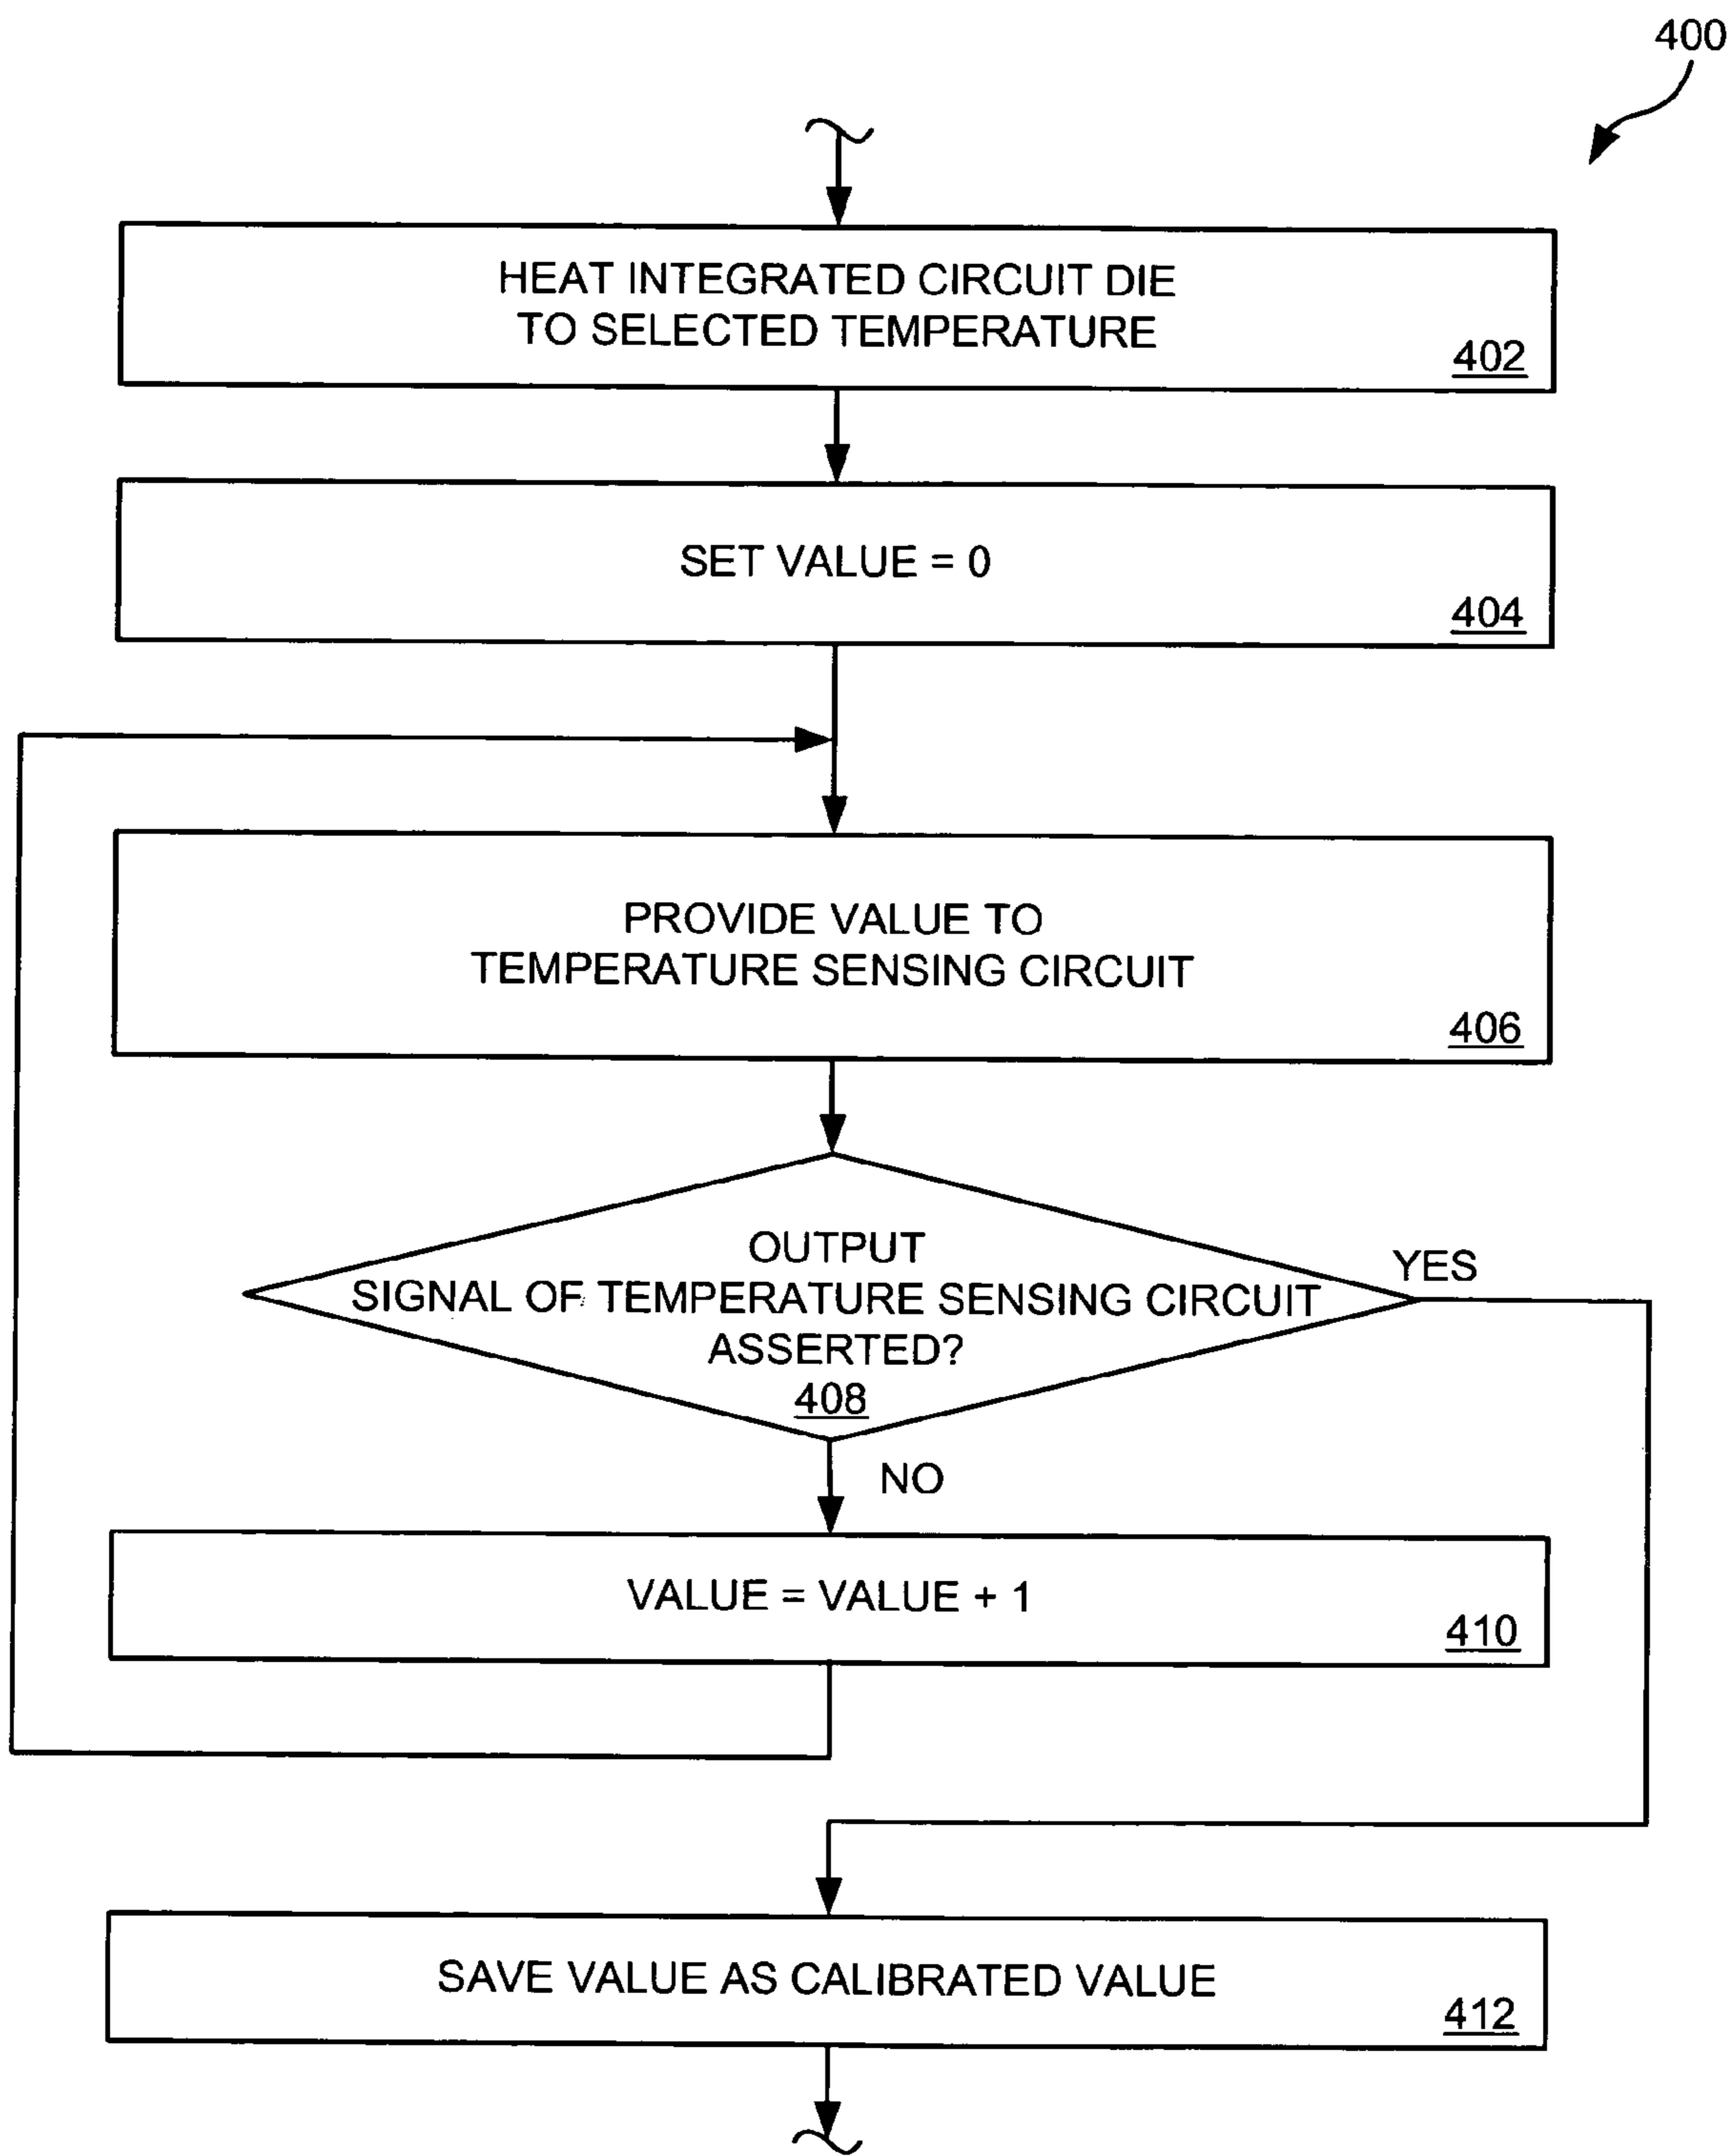 400
HEAT INTEGRATED CIRCUIT DIE
TO SELECTED TEMPERATURE
402
SET VALUE = 0
404
PROVIDE VALUE TO
TEMPERATURE SENSING CIRCUIT
406
OUTPUT
SIGNAL OF TEMPERATURE SENSING CIRCUIT
ASSERTED?
408
YES
NO
VALUE = VALUE + 1
410
SAVE VALUE AS CALIBRATED VALUE
412